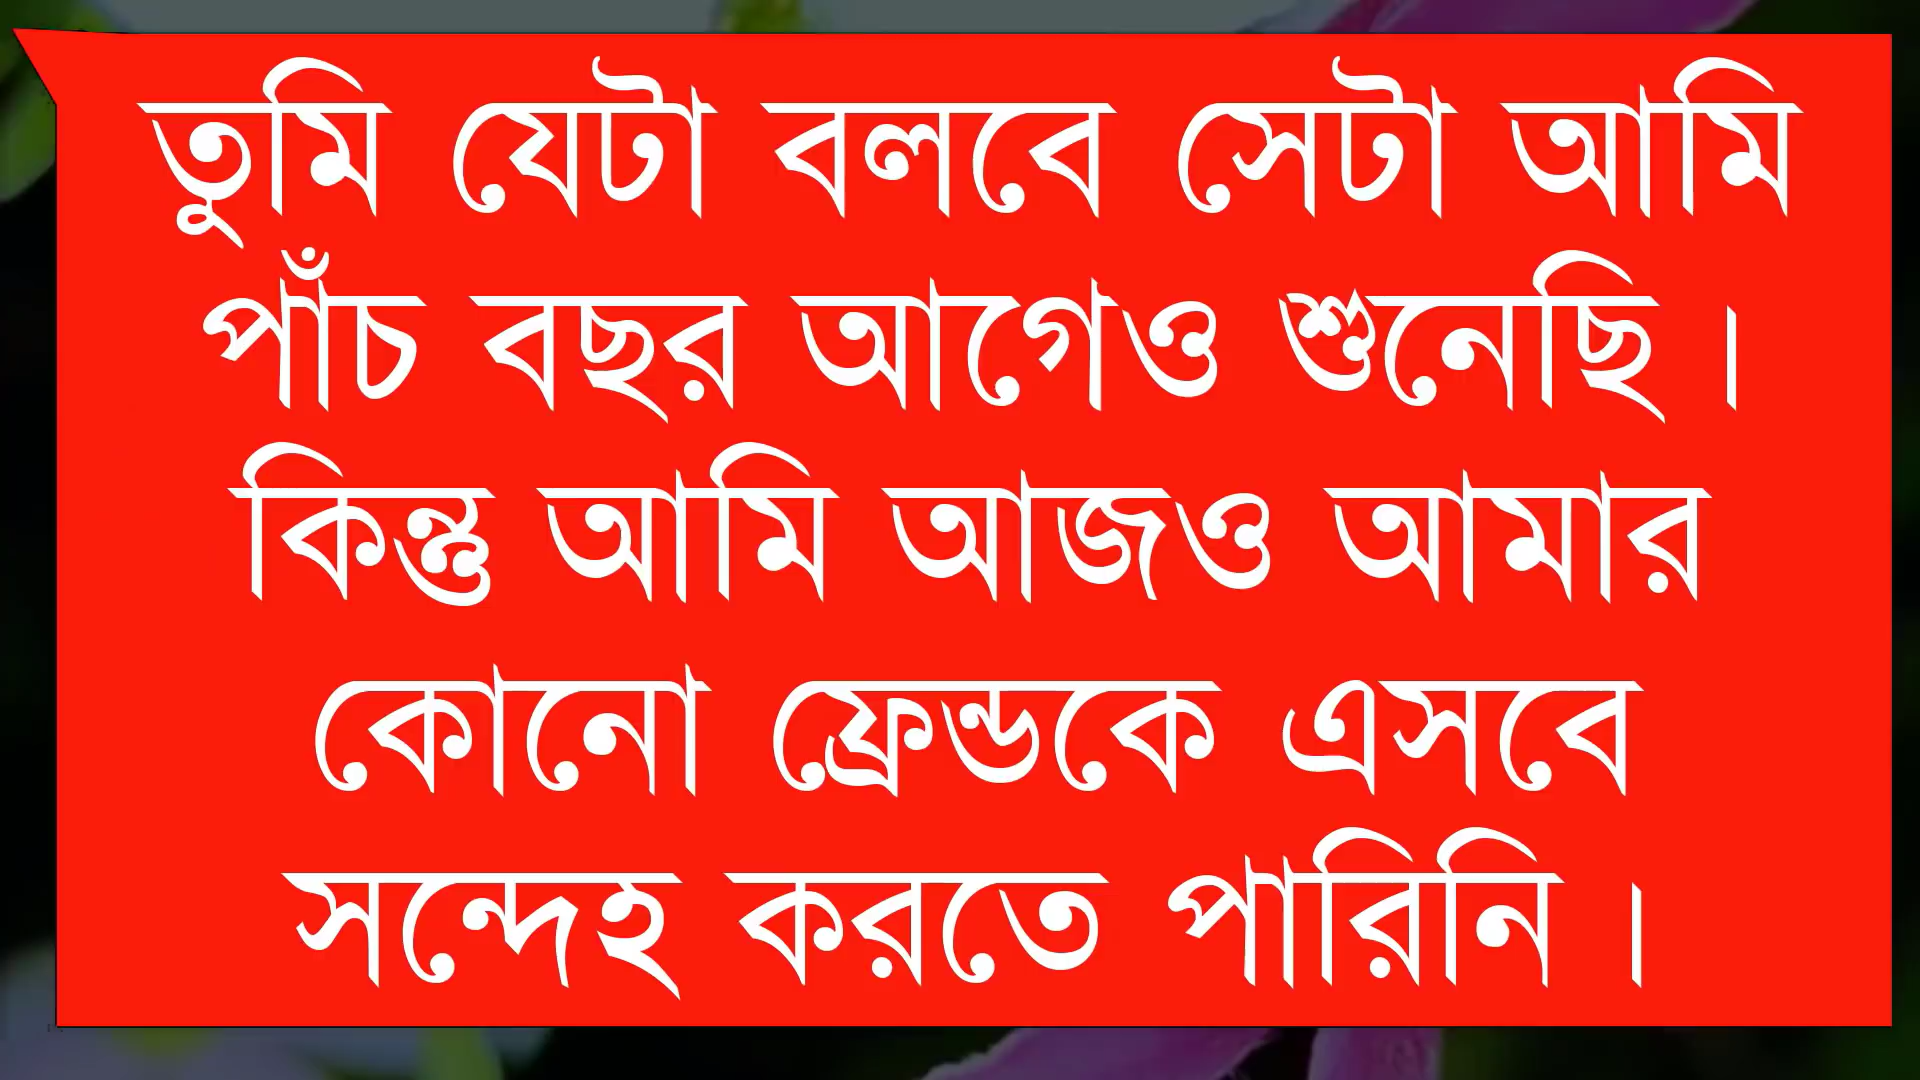 তুমি যেটা বলবে সেটা আমি
পাঁচ বছর আগেও শুনেছি ।
কিন্তু আমি আজও আমার
কোনো ফ্রেন্ডকে এসবে
সন্দেহ করতে পারিনি ।